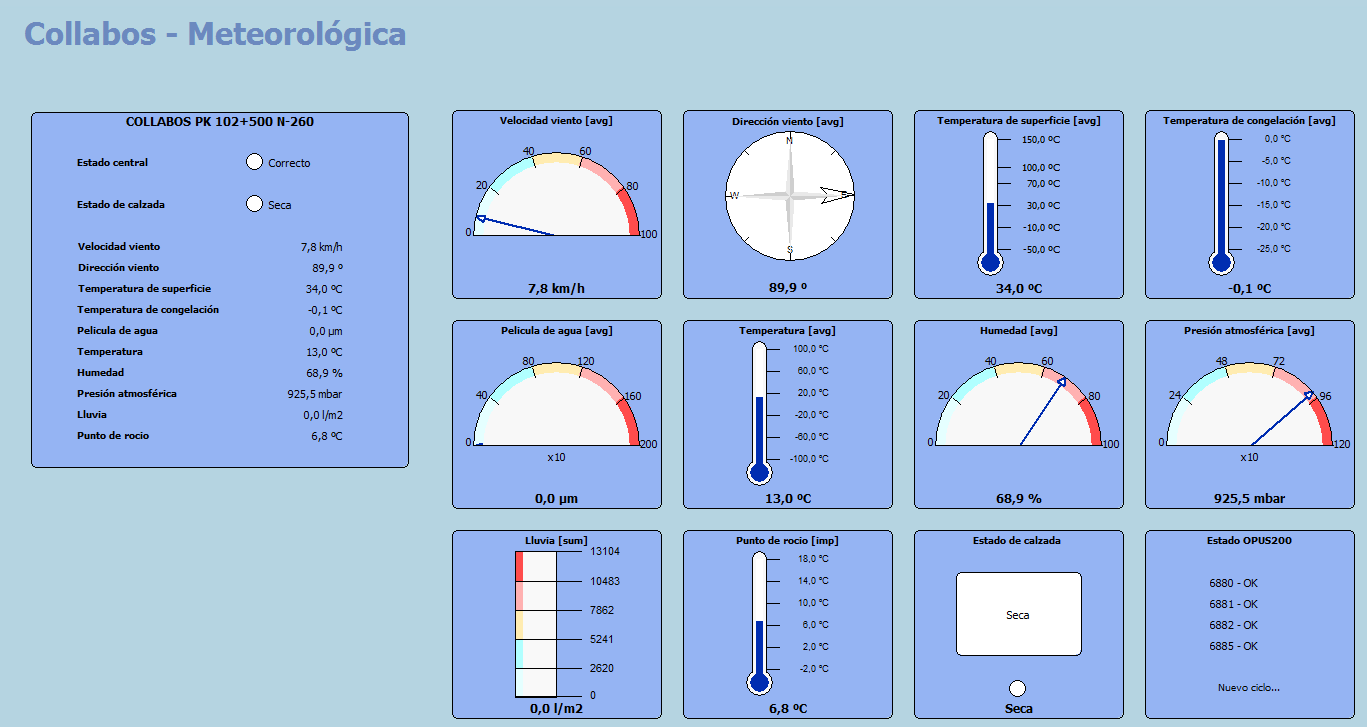 Collabos - Meteorológica
COLLABOS PK 102+500 N-260
Estado central Correcto
Estado de calzada Seca
Velocidad viento 7,8 km/h
Dirección viento 89,9 º
Temperatura de superficie 34,0 ºC
Temperatura de congelación -0,1 ºC
Pelicula de agua 0,0 µm
Temperatura 13,0 ºC
Humedad 68,9 %
Presión atmosférica 925,5 mbar
Lluvia 0,0 l/m2
Punto de rocio 6,8 ºC
Velocidad viento [avg]
0
20
40
60
80
100
7,8 km/h
Dirección viento [avg]
N
W
E
S
89,9 º
Temperatura de superficie [avg]
150,0 ºC
100,0 ºC
70,0 ºC
30,0 ºC
-10,0 ºC
-50,0 ºC
34,0 ºC
Temperatura de congelación [avg]
0,0 ºC
-5,0 ºC
-10,0 ºC
-15,0 ºC
-20,0 ºC
-25,0 ºC
-0,1 ºC
Pelicula de agua [avg]
0
40
80
120
160
200
x10
0,0 µm
Temperatura [avg]
100,0 ºC
60,0 ºC
20,0 ºC
-20,0 ºC
-60,0 ºC
-100,0 ºC
13,0 ºC
Humedad [avg]
0
20
40
60
80
100
68,9 %
Presión atmosférica [avg]
0
24
48
72
96
120
x10
925,5 mbar
Lluvia [sum]
13104
10483
7862
5241
2620
0
0,0 l/m2
Punto de rocio [imp]
18,0 ºC
14,0 ºC
10,0 ºC
6,0 ºC
2,0 ºC
-2,0 ºC
6,8 ºC
Estado de calzada
Seca
Seca
Estado OPUS200
6880 - OK
6881 - OK
6882 - OK
6885 - OK
Nuevo ciclo...